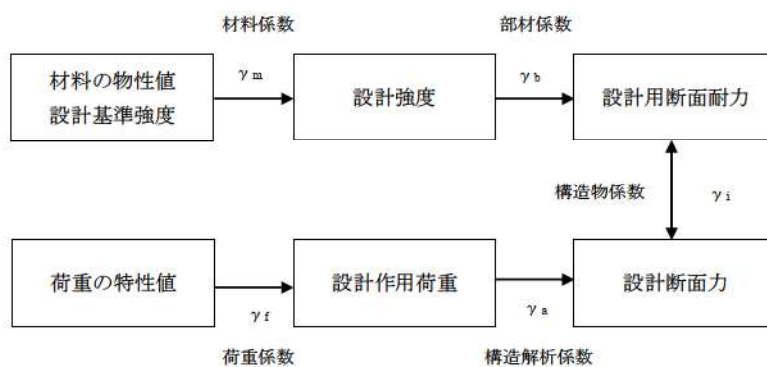 材料係数
部材係数
材料の物性値
設計基準強度
γm
設計強度
γb
設計用断面耐力
構造物係数
γi
荷重の特性値
γf
設計作用荷重
γa
設計断面力
荷重係数
構造解析係数